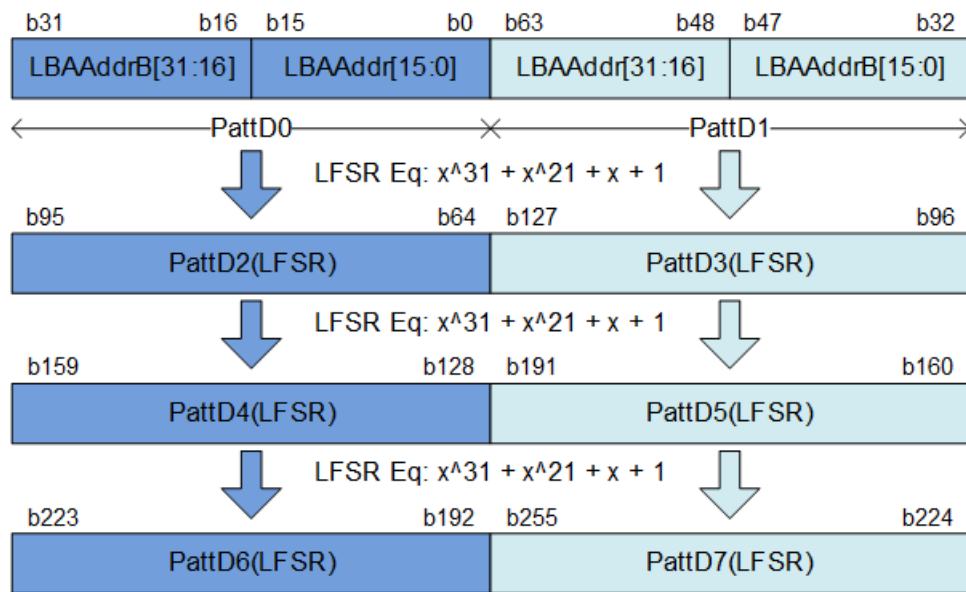 b31 b16 b15 b0 b63 b48 b47 b32
LBAAddrB[31:16] LBAAddr[15:0] LBAAddr[31:16] LBAAddrB[15:0]
PattD0 PattD1
LFSR Eq: x^31 + x^21 + x + 1
b95 b64 b127 b96
PattD2(LFSR) PattD3(LFSR)
LFSR Eq: x^31 + x^21 + x + 1
b159 b128 b191 b160
PattD4(LFSR) PattD5(LFSR)
LFSR Eq: x^31 + x^21 + x + 1
b223 b192 b255 b224
PattD6(LFSR) PattD7(LFSR)